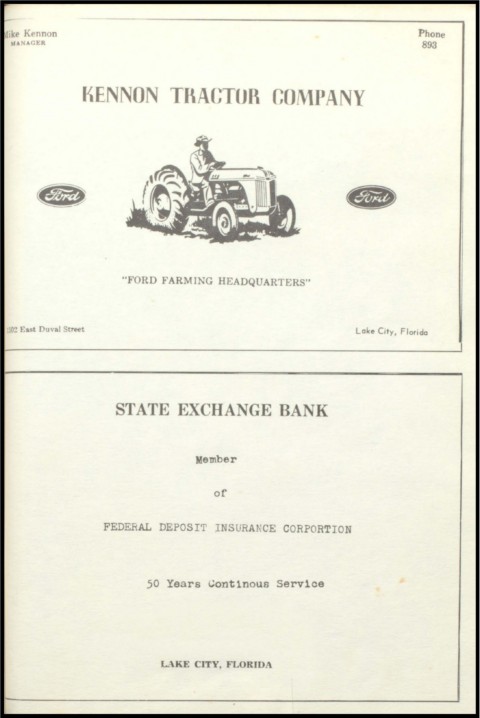 Mike Kennon
MANAGER
Phone
893
KENNON TRACTOR COMPANY
Ford
Ford
"FORD FARMING HEADQUARTERS"
East Duval Street
Lake City, Florida
STATE EXCHANGE BANK
Member
of
FEDERAL DEPOSIT INSURANCE CORPORTION
50 Years Continous Service
LAKE CITY, FLORIDA